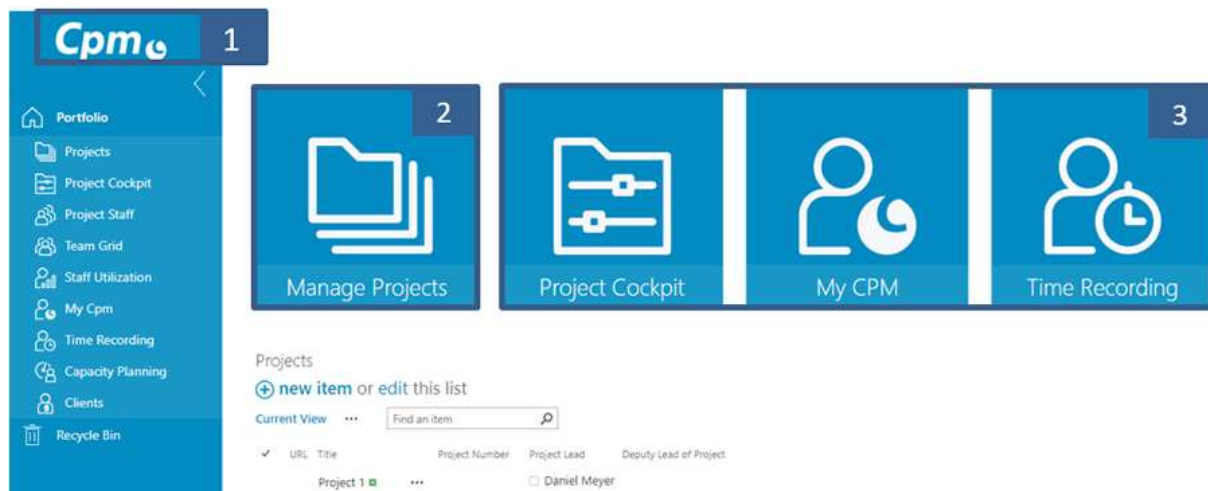 Cpm
1
Portfolio
Projects
Project Cockpit
Project Staff
Team Grid
Staff Utilization
My Cpm
Time Recording
Capacity Planning
Clients
Recycle Bin
2
Manage Projects
3
Project Cockpit
My CPM
Time Recording
Projects
new item or edit this list
Current View ••• Find an item
URL Title Project Number Project Lead Deputy Lead of Project
Project 1 ••• Daniel Meyer